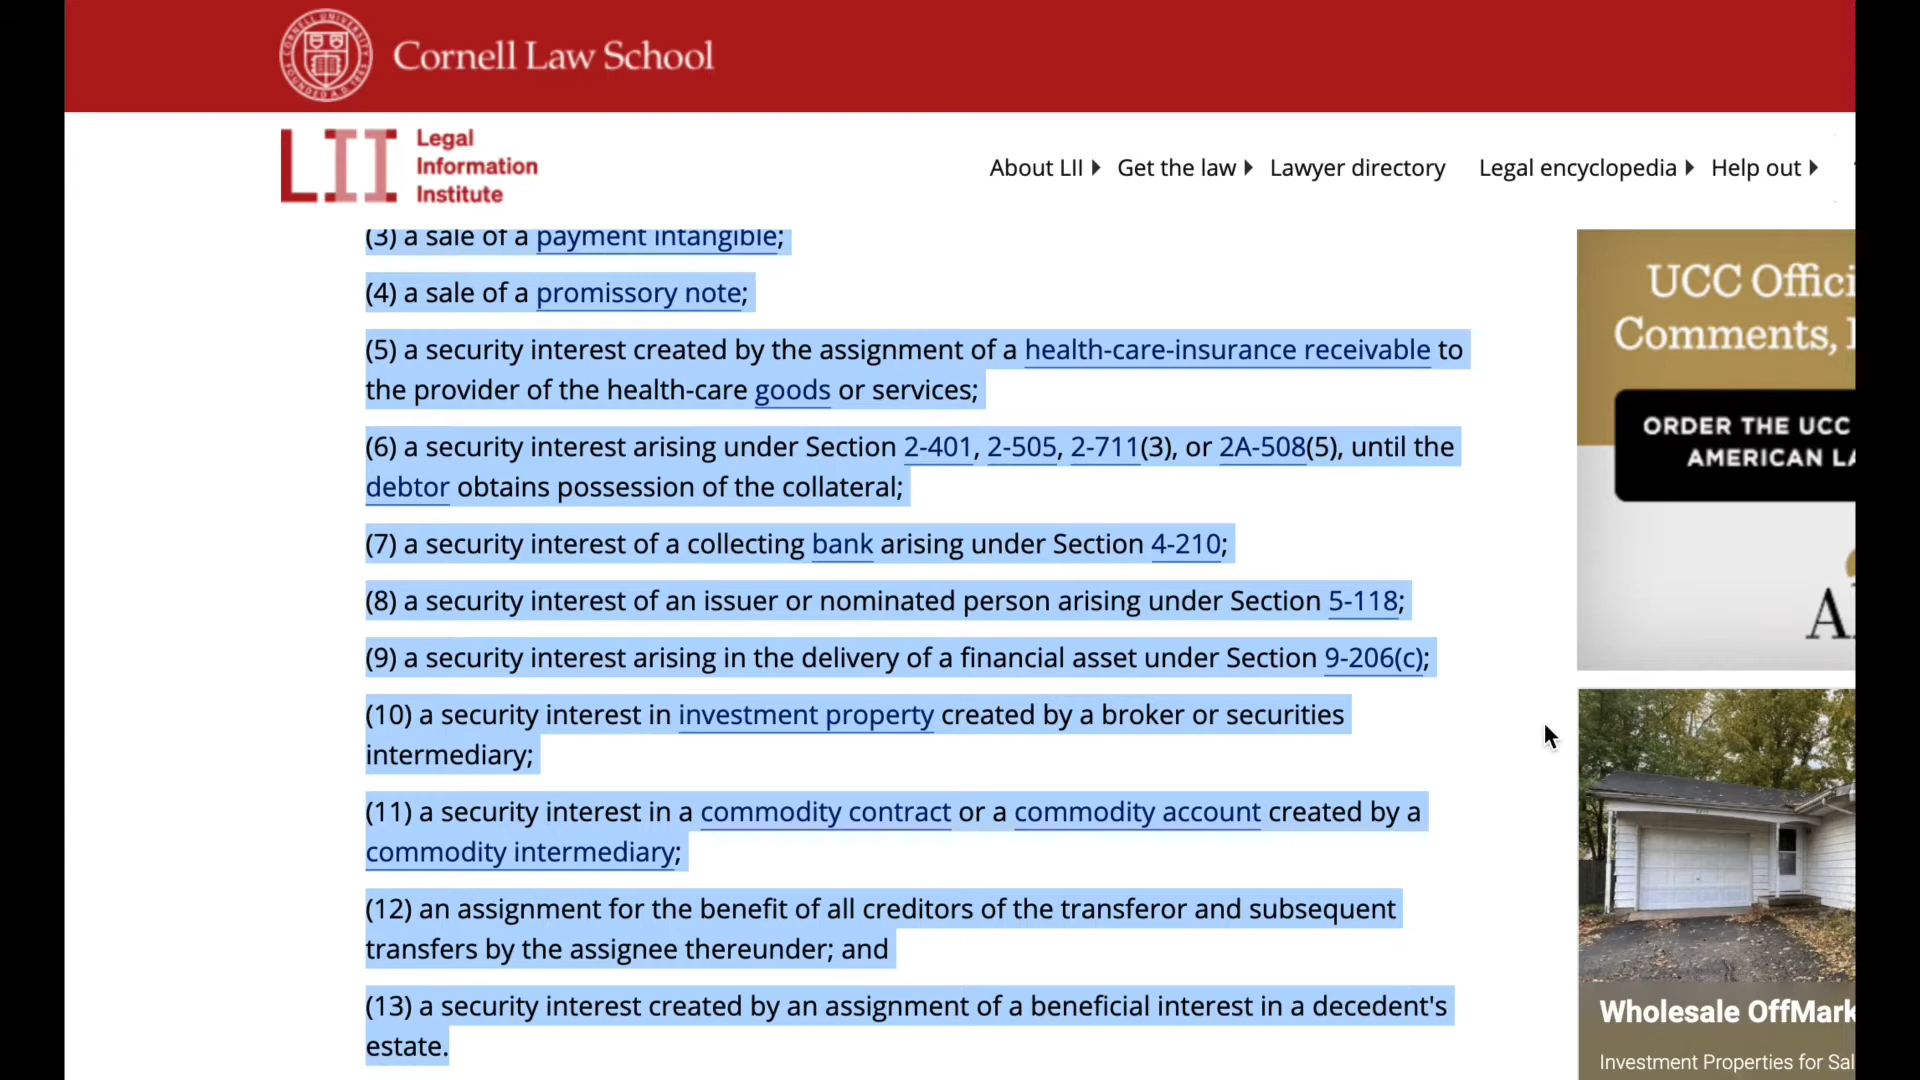 Cornell Law School
LII
Legal
Information
Institute
About LII
Get the law
Lawyer directory
Legal encyclopedia
Help out
(3) a sale of a payment intangible;
(4) a sale of a promissory note;
(5) a security interest created by the assignment of a health-care-insurance receivable to
the provider of the health-care goods or services;
(6) a security interest arising under Section 2-401, 2-505, 2-711(3), or 2A-508(5), until the
debtor obtains possession of the collateral;
(7) a security interest of a collecting bank arising under Section 4-210;
(8) a security interest of an issuer or nominated person arising under Section 5-118;
(9) a security interest arising in the delivery of a financial asset under Section 9-206(c);
(10) a security interest in investment property created by a broker or securities
intermediary;
(11) a security interest in a commodity contract or a commodity account created by a
commodity intermediary;
(12) an assignment for the benefit of all creditors of the transferor and subsequent
transfers by the assignee thereunder; and
(13) a security interest created by an assignment of a beneficial interest in a decedent's
estate.
UCC Offici
Comments,
ORDER THE UCC
AMERICAN LA
A
Wholesale OffMark
Investment Properties for Sal